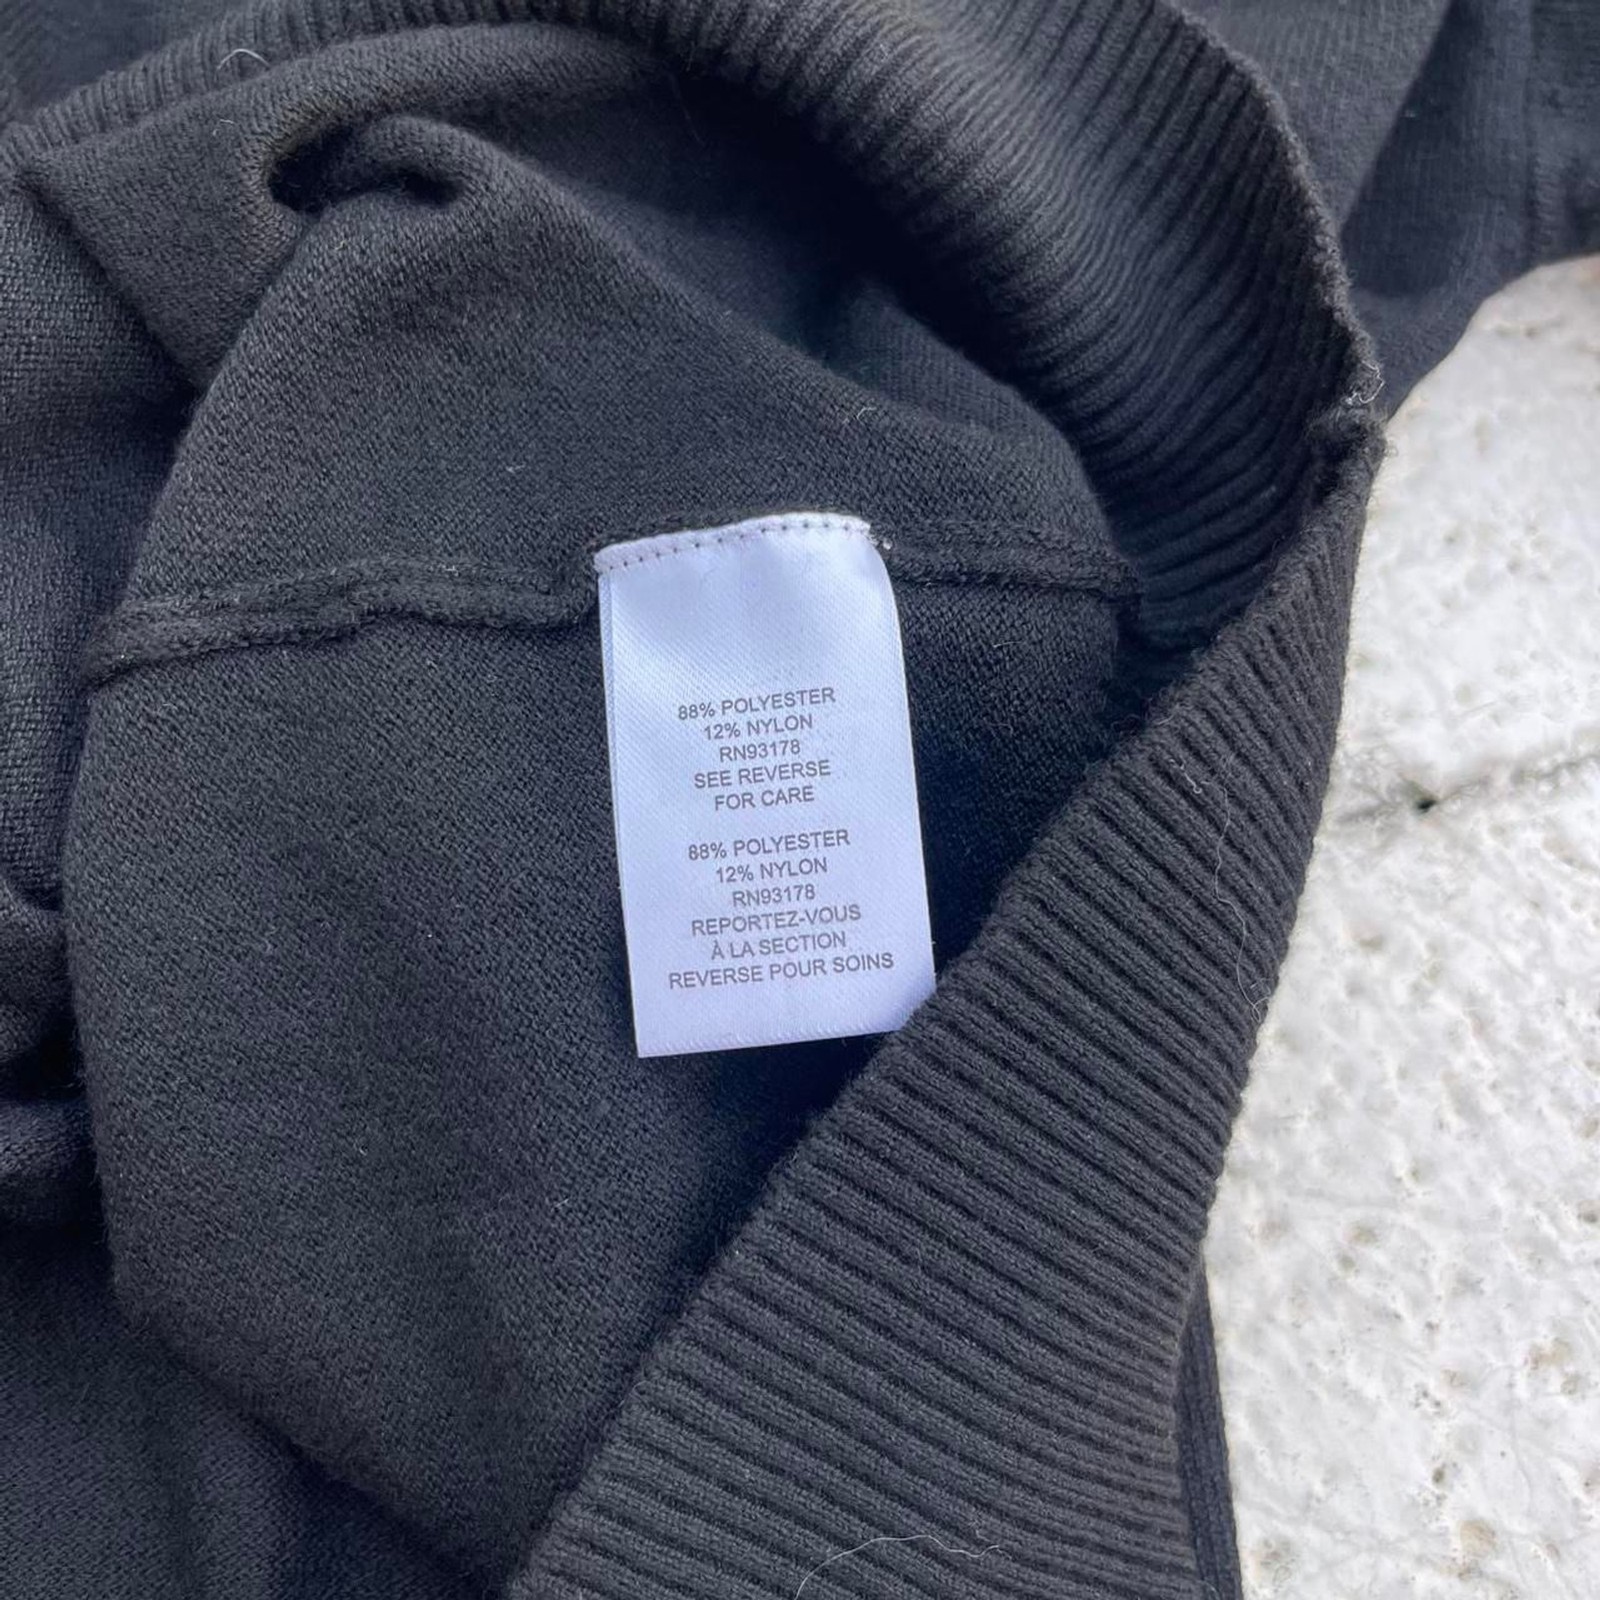 88% POLYESTER
12% NYLON
RN93178
SEE REVERSE
FOR CARE
88% POLYESTER
12% NYLON
RN93178
REPORTEZ-VOUS
À LA SECTION
REVERSE POUR SOINS